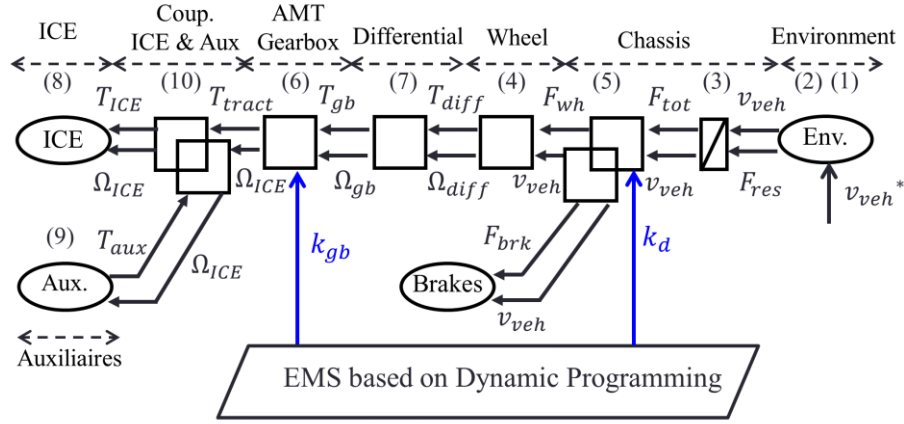 Coup.
AMT
ICE
ICE & Aux
Gearbox
Differential
Wheel
Chassis
Environment
(8)
(10)
(6)
(7)
(4)
(5)
(3)
(2) (1)
T_ICE
T_tract
T_gb
T_diff
F_wh
F_tot
v_veh
ICE
Env.
Ω_ICE
Ω_ICE
Ω_gb
Ω_diff
v_veh
v_veh
F_res
v_veh*
(9)
T_aux
Ω_ICE
k_gb
F_brk
k_d
Aux.
Brakes
v_veh
Auxiliaires
EMS based on Dynamic Programming